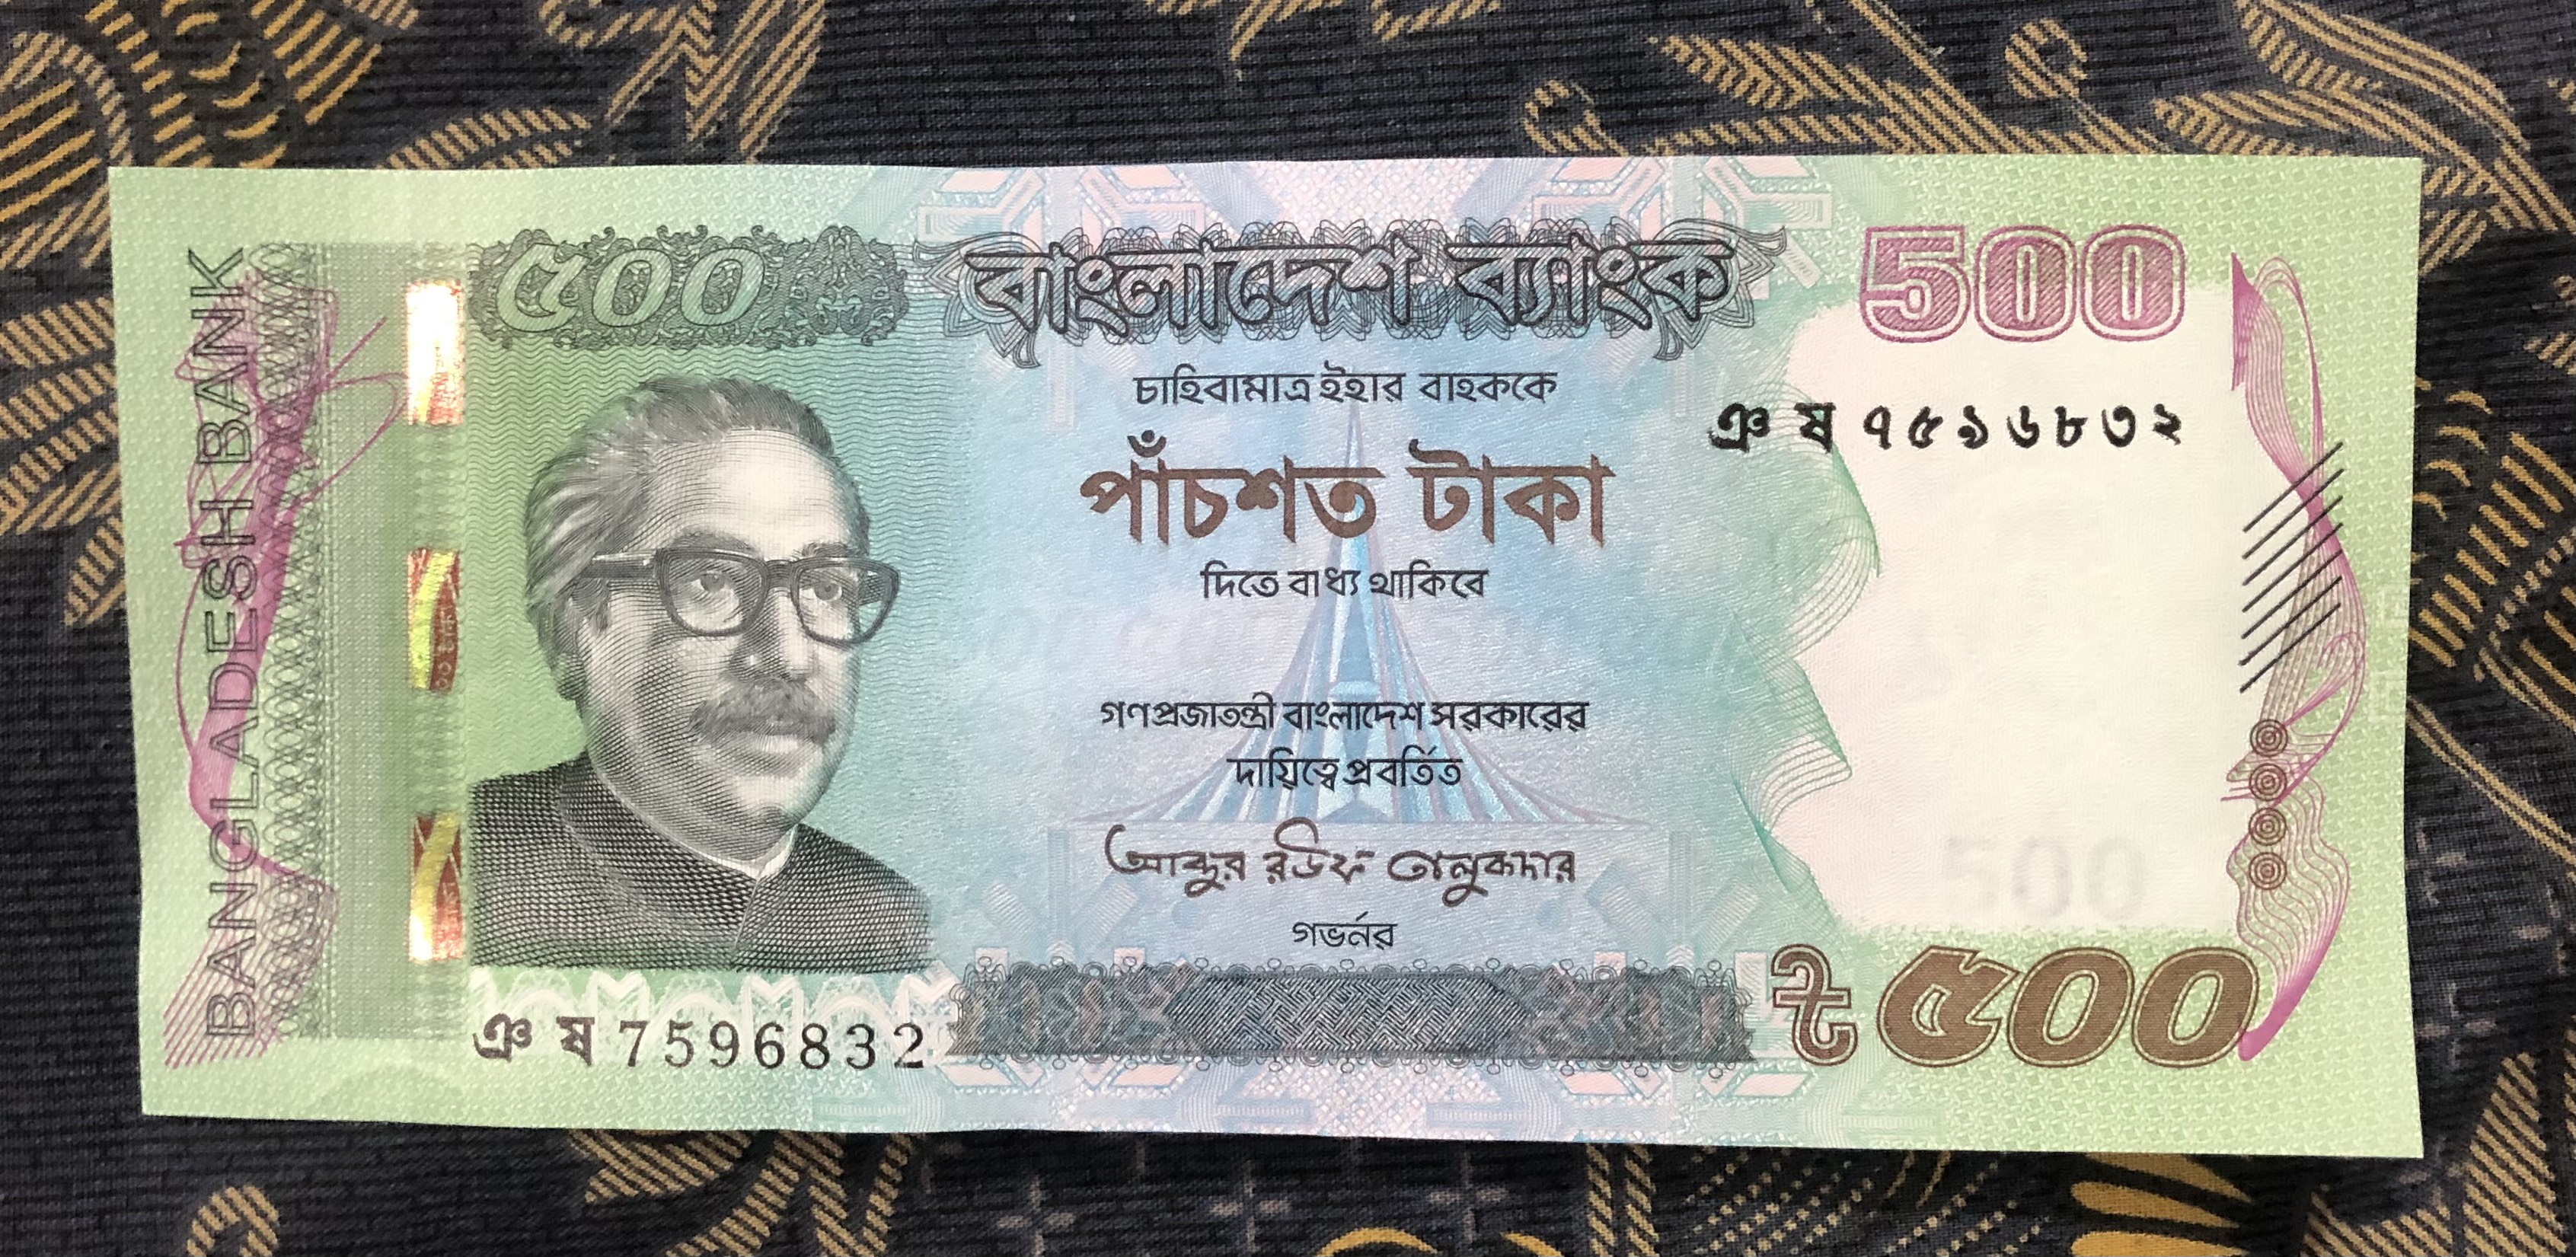 BANGLADESH BANK
৫০০
বাংলাদেশ ব্যাংক
500
চাহিবামাত্র ইহার বাহককে
ঞ ষ ৭৫৯৬৮৩২
পাঁচশত টাকা
দিতে বাধ্য থাকিবে
গণপ্রজাতন্ত্রী বাংলাদেশ সরকারের
দায়িত্বে প্রবর্তিত
আব্দুর রউফ তালুকদার
500
গভর্নর
৳ ৫০০
ঞ ষ 7596832